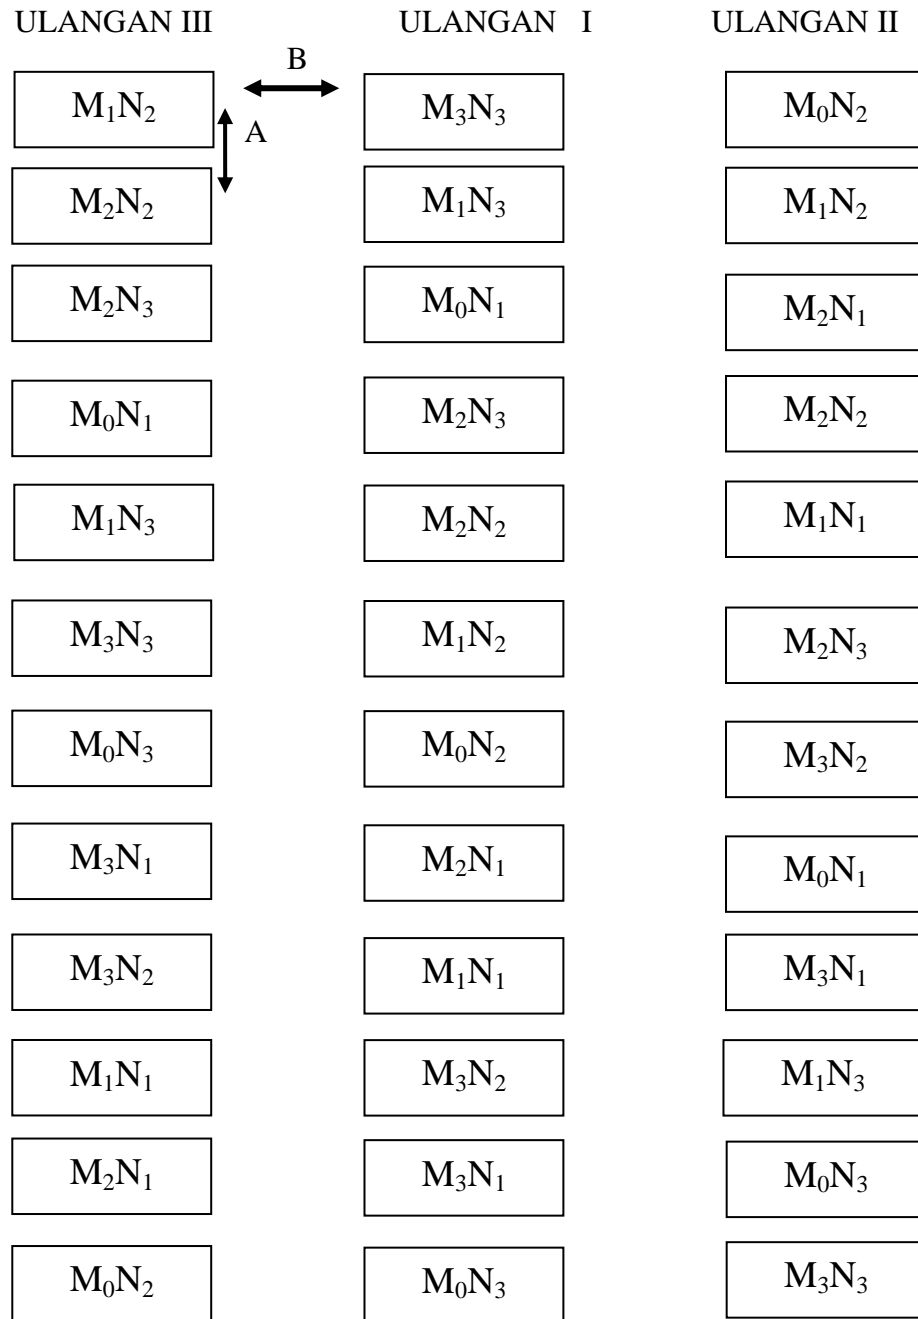 ULANGAN III ULANGAN I ULANGAN II
B
M₁N₂ M₃N₃ M₀N₂
A
M₂N₂ M₁N₃ M₁N₂
M₂N₃ M₀N₁ M₂N₁
M₀N₁ M₂N₃ M₂N₂
M₁N₃ M₂N₂ M₁N₁
M₃N₃ M₁N₂ M₂N₃
M₀N₃ M₀N₂ M₃N₂
M₃N₁ M₂N₁ M₀N₁
M₃N₂ M₁N₁ M₃N₁
M₁N₁ M₃N₂ M₁N₃
M₂N₁ M₃N₁ M₀N₃
M₀N₂ M₀N₃ M₃N₃